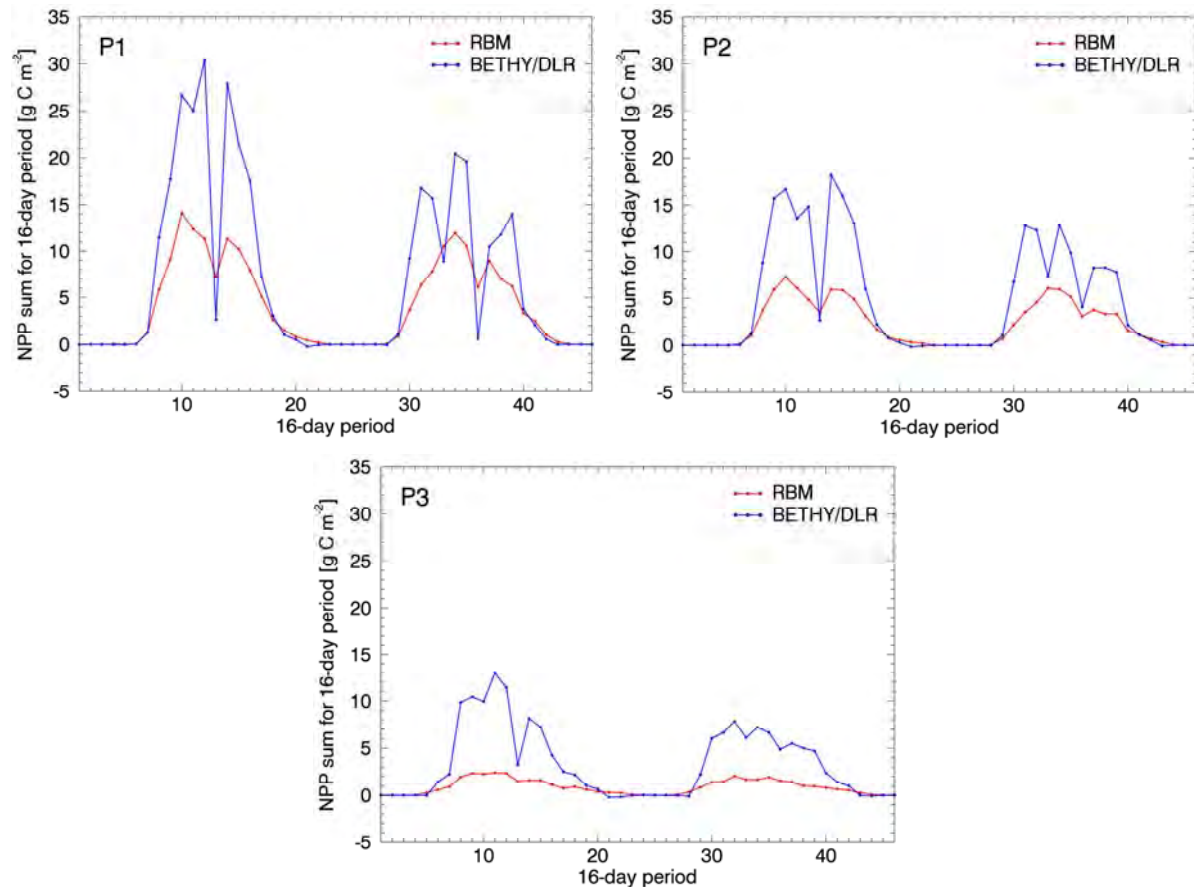 P1
RBM
BETHY/DLR
35
30
25
20
15
10
5
0
-5
NPP sum for 16-day period [g C m⁻²]
10 20 30 40
16-day period
P2
RBM
BETHY/DLR
35
30
25
20
15
10
5
0
-5
NPP sum for 16-day period [g C m⁻²]
10 20 30 40
16-day period
P3
RBM
BETHY/DLR
35
30
25
20
15
10
5
0
-5
NPP sum for 16-day period [g C m⁻²]
10 20 30 40
16-day period